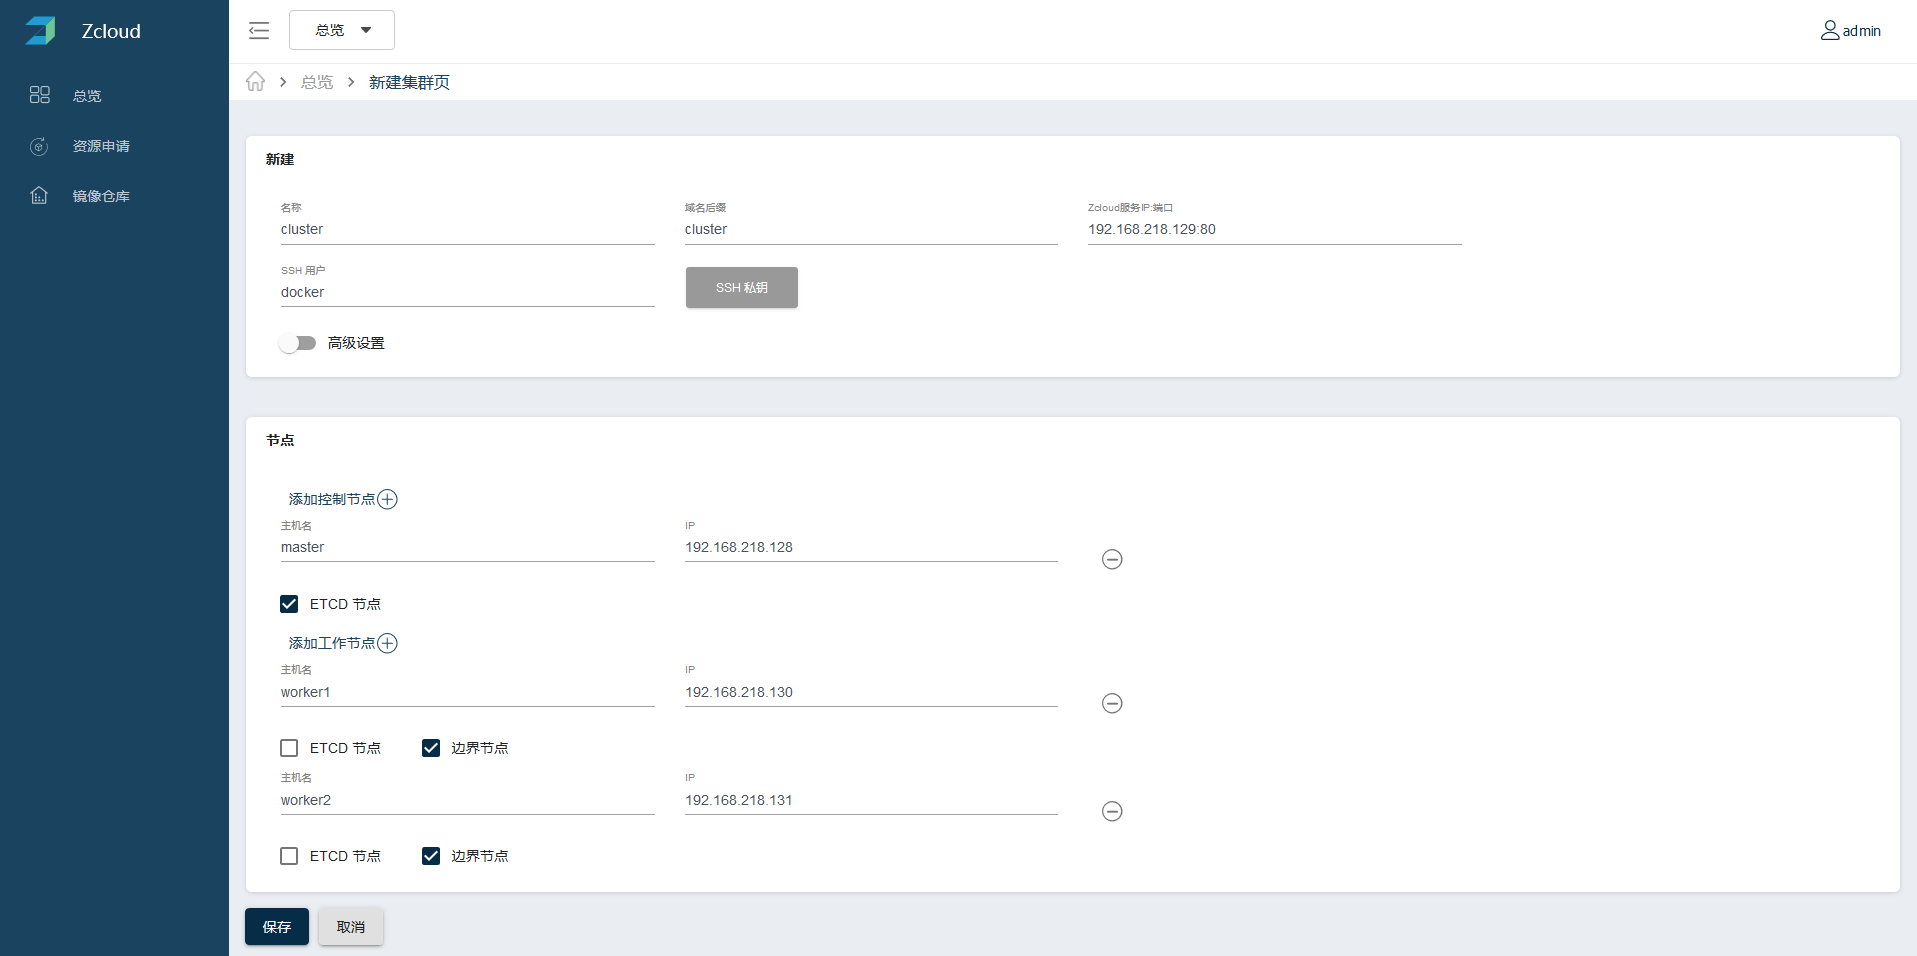 Zcloud
总览
admin
总览
新建集群页
总览
资源申请
镜像仓库
新建
名称
域名后缀
Zcloud服务IP:端口
cluster
cluster
192.168.218.129:80
SSH 用户
docker
SSH 私钥
高级设置
节点
添加控制节点
主机名
IP
master
192.168.218.128
ETCD 节点
添加工作节点
主机名
IP
worker1
192.168.218.130
ETCD 节点
边界节点
主机名
IP
worker2
192.168.218.131
ETCD 节点
边界节点
保存
取消